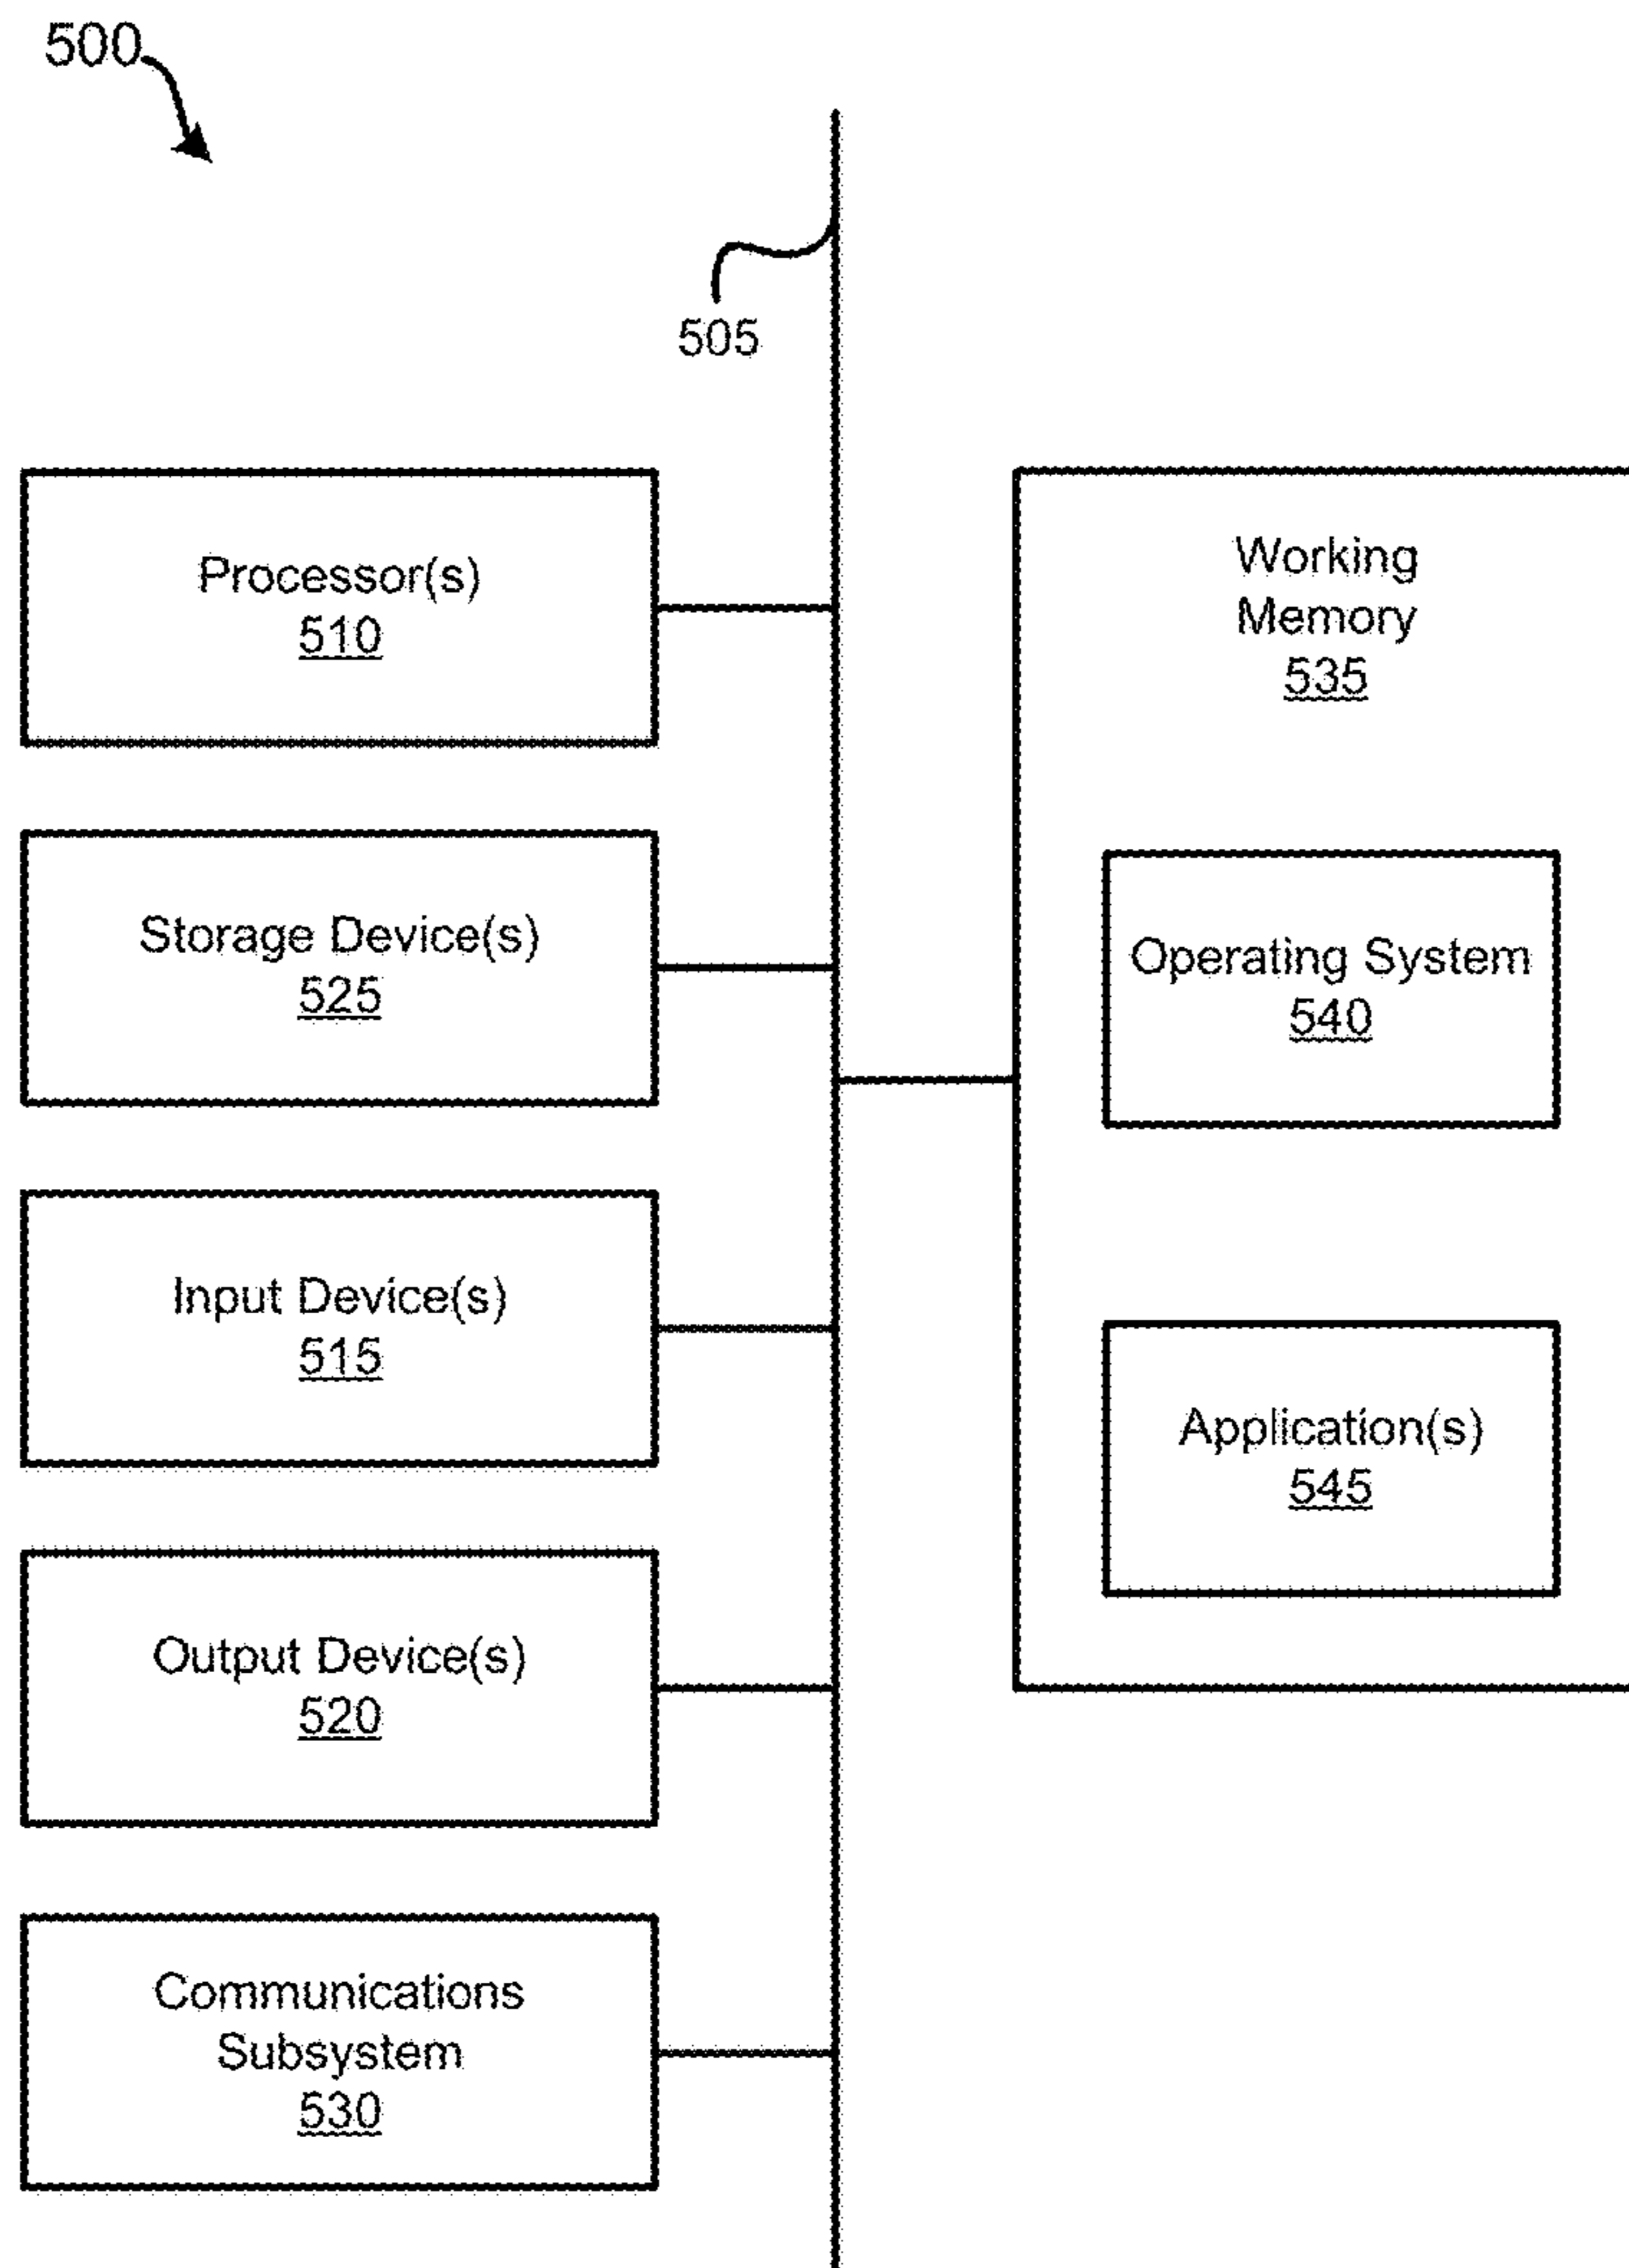 500
505
Processor(s)
510
Storage Device(s)
525
Input Device(s)
515
Output Device(s)
520
Communications
Subsystem
530
Working
Memory
535
Operating System
540
Application(s)
545